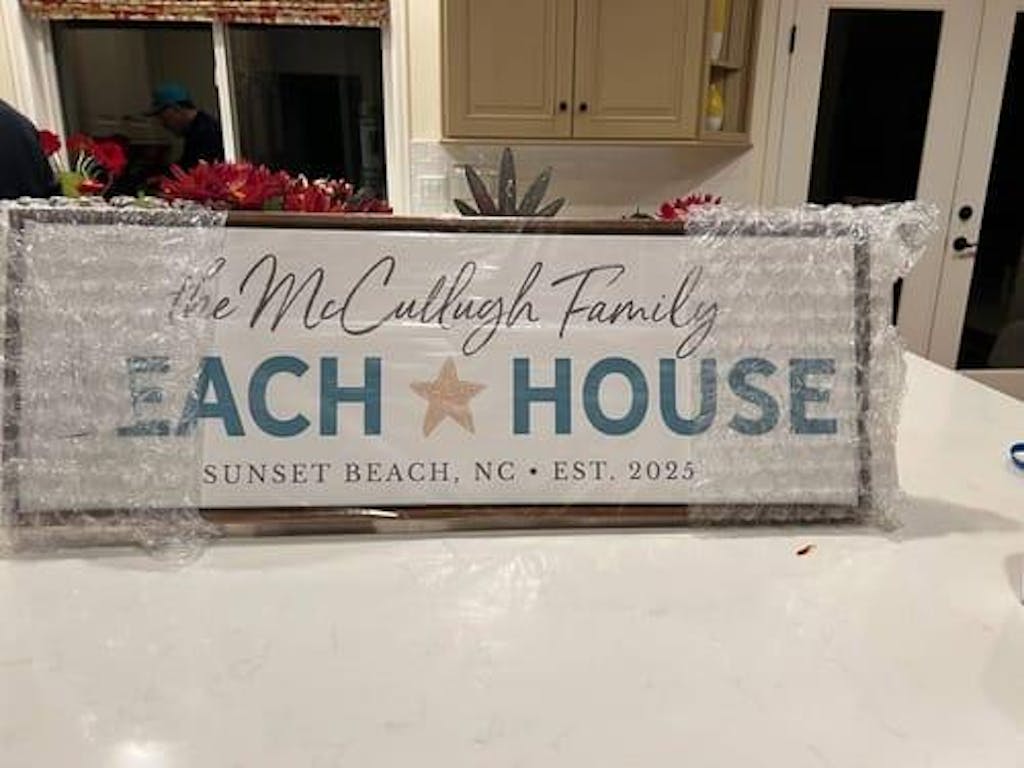 the McCullugh Family
EACH HOUSE
SUNSET BEACH, NC • EST. 2025